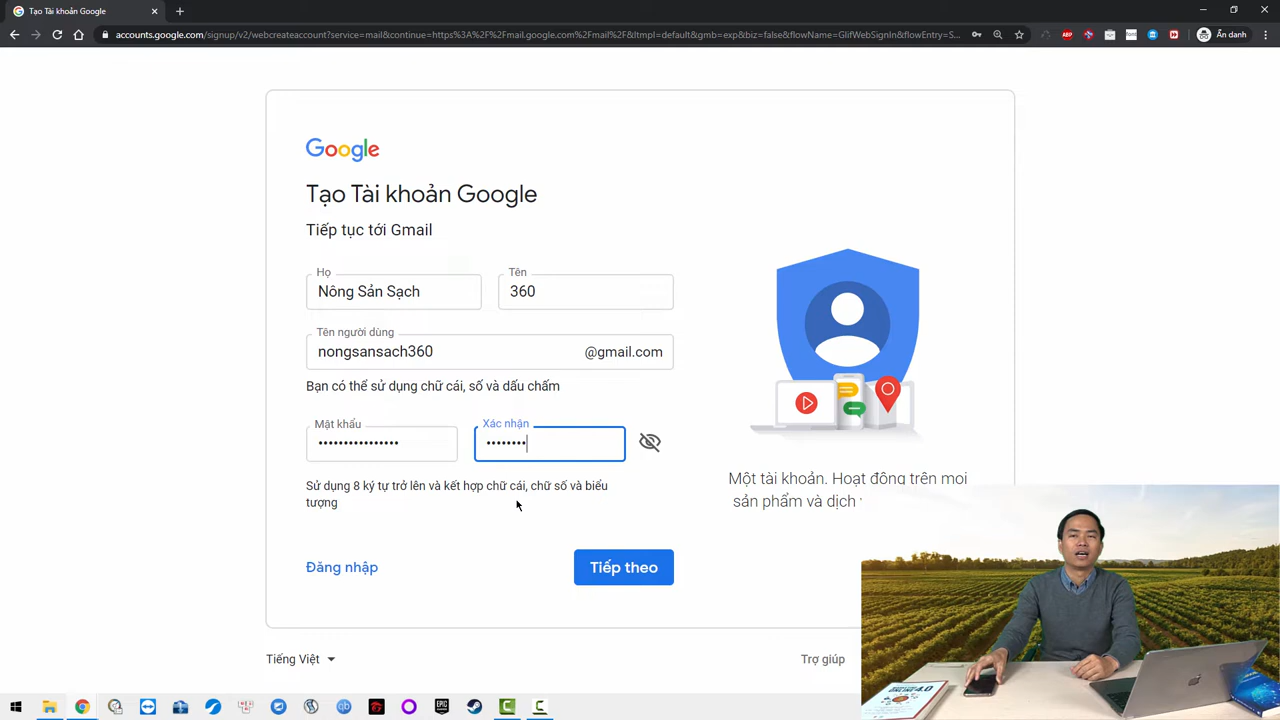 Tạo Tài khoản Google
accounts.google.com/signup/v2/webcreateaccount?service=mail&continue=https%3A%2F%2Fmail.google.com%2Fmail%2F&ltmpl=default&gmb=exp&biz=false&flowName=GlifWebSignIn&flowEntry=S...
ABP
Ẩn danh
Google
Tạo Tài khoản Google
Tiếp tục tới Gmail
Họ
Tên
Nông Sản Sạch
360
Tên người dùng
nongsansach360
@gmail.com
Bạn có thể sử dụng chữ cái, số và dấu chấm
Mật khẩu
Xác nhận
••••••••••••••••
••••••••
Sử dụng 8 ký tự trở lên và kết hợp chữ cái, chữ số và biểu
tượng
Một tài khoản. Hoạt động trên mọi
sản phẩm và dịch
Đăng nhập
Tiếp theo
Tiếng Việt
Trợ giúp
EPIC
4.0